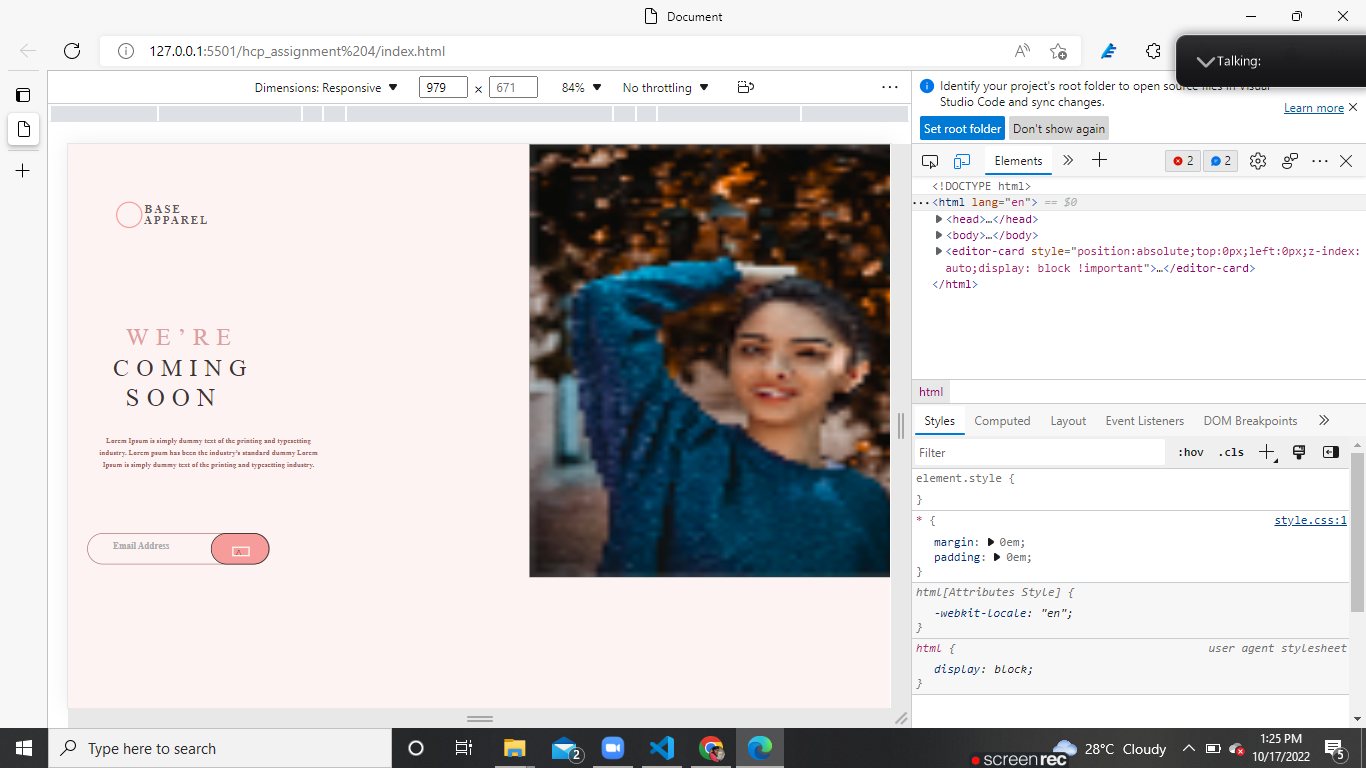 Document
127.0.0.1:5501/hcp_assignment%204/index.html
Talking:
Dimensions: Responsive 979 x 671 84% No throttling
Identify your project's root folder to open source files in Visual
Studio Code and sync changes.
Learn more
Set root folder Don't show again
Elements 2 2
<!DOCTYPE html>
<html lang="en"> == $0
<head>…</head>
<body>…</body>
<editor-card style="position:absolute;top:0px;left:0px;z-index:
auto;display: block !important">…</editor-card>
</html>
html
Styles Computed Layout Event Listeners DOM Breakpoints
Filter :hov .cls
element.style {
}
* { style.css:1
margin: 0em;
padding: 0em;
}
html[Attributes Style] {
-webkit-locale: "en";
}
html { user agent stylesheet
display: block;
}
BASE
APPAREL
WE'RE
COMING
SOON
Lorem Ipsum is simply dummy text of the printing and typesetting
industry. Lorem psum has been the industry's standard dummy Lorem
Ipsum is simply dummy text of the printing and typesetting industry.
Email Address
Type here to search
2
28°C Cloudy
1:25 PM
10/17/2022
5
screenrec